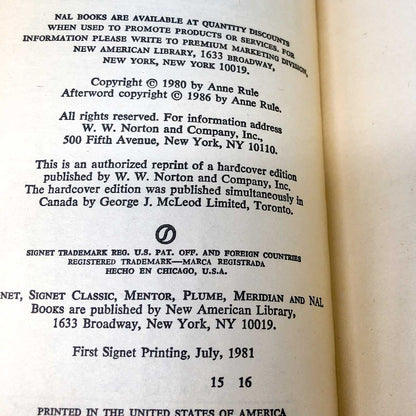 NAL BOOKS ARE AVAILABLE AT QUANTITY DISCOUNTS
WHEN USED TO PROMOTE PRODUCTS OR SERVICES. FOR
INFORMATION PLEASE WRITE TO PREMIUM MARKETING DIVISION,
NEW AMERICAN LIBRARY, 1633 BROADWAY,
NEW YORK, NEW YORK 10019.
Copyright © 1980 by Anne Rule
Afterword copyright © 1986 by Anne Rule.
All rights reserved. For information address
W. W. Norton and Company, Inc.,
500 Fifth Avenue, New York, NY 10110.
This is an authorized reprint of a hardcover edition
published by W. W. Norton and Company, Inc.
The hardcover edition was published simultaneously in
Canada by George J. McLeod Limited, Toronto.
SIGNET TRADEMARK REG. U.S. PAT. OFF. AND FOREIGN COUNTRIES
REGISTERED TRADEMARK—MARCA REGISTRADA
HECHO EN CHICAGO, U.S.A.
NET, SIGNET CLASSIC, MENTOR, PLUME, MERIDIAN AND NAL
BOOKS are published by New American Library,
1633 Broadway, New York, NY 10019.
First Signet Printing, July, 1981
15 16
PRINTED IN THE UNITED STATES OF AMERICA